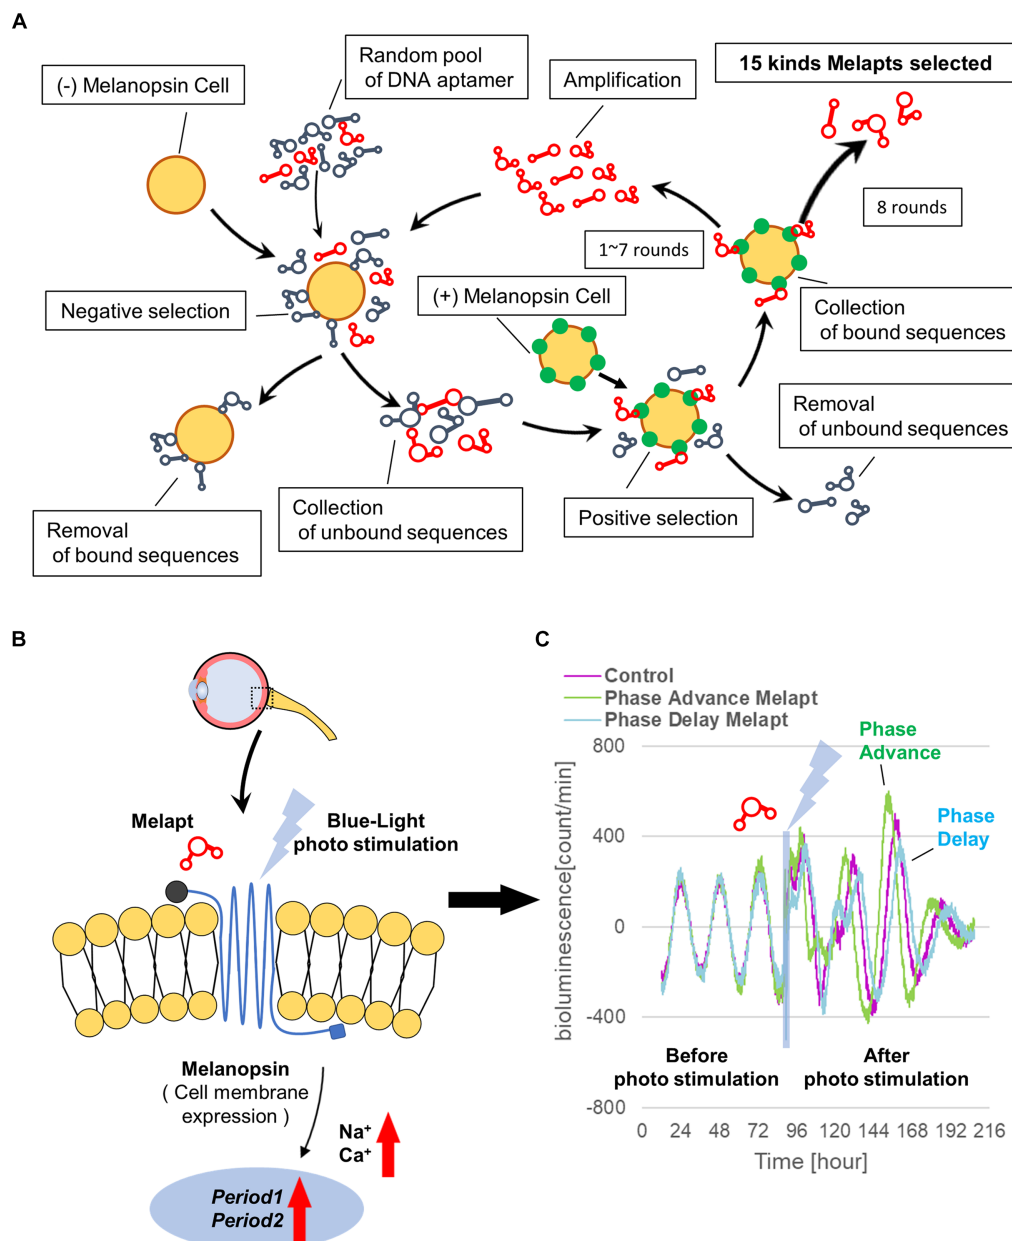 A
(-) Melanopsin Cell
Random pool
of DNA aptamer
Amplification
15 kinds Melapts selected
8 rounds
1~7 rounds
Negative selection
(+) Melanopsin Cell
Collection
of bound sequences
Removal
of unbound sequences
Removal
of bound sequences
Collection
of unbound sequences
Positive selection
B
Melapt
Blue-Light
photo stimulation
Melanopsin
( Cell membrane
expression )
Na+
Ca+
Period1
Period2
C
Control
Phase Advance Melapt
Phase Delay Melapt
Phase
Advance
Phase
Delay
bioluminescence[count/min]
800
400
0
-400
-800
Before
photo stimulation
After
photo stimulation
0 24 48 72 96 120 144 168 192 216
Time [hour]